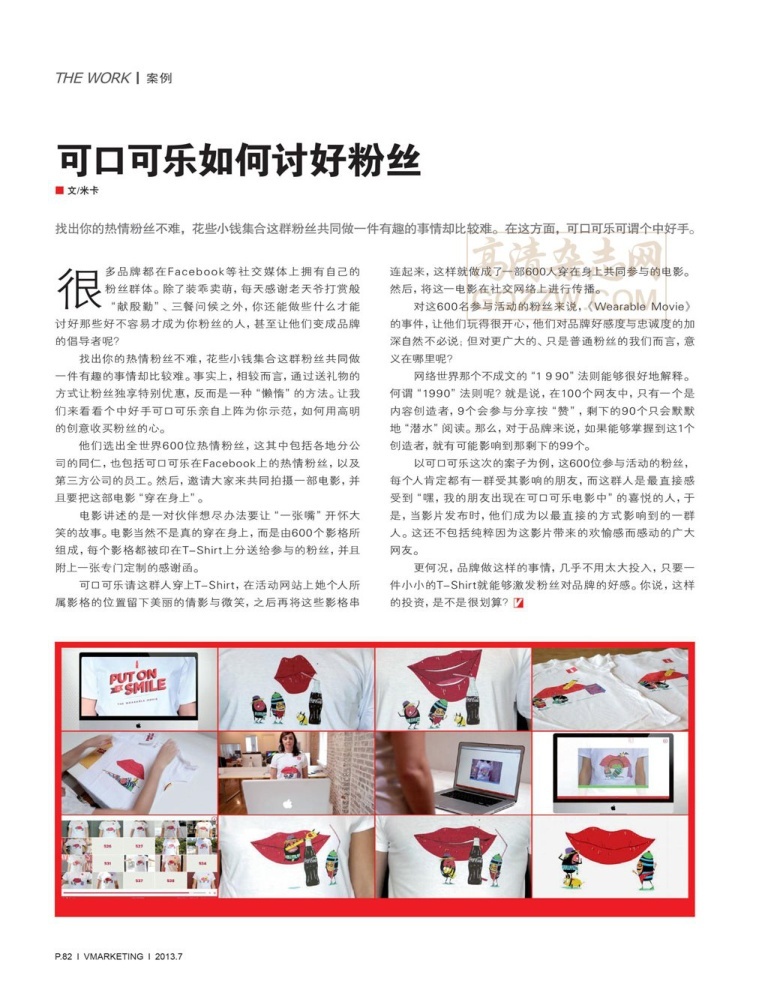 THE WORK | 案例
可口可乐如何讨好粉丝
■ 文/米卡
找出你的热情粉丝不难，花些小钱集合这群粉丝共同做一件有趣的事情却比较难。在这方面，可口可乐可谓个中好手。
高清杂志网
GQZZW.COM
很多品牌都在Facebook等社交媒体上拥有自己的
粉丝群体。除了装乖卖萌，每天感谢老天爷打赏般
“献殷勤”、三餐问候之外，你还能做些什么才能
讨好那些好不容易才成为你粉丝的人，甚至让他们变成品牌
的倡导者呢？
找出你的热情粉丝不难，花些小钱集合这群粉丝共同做
一件有趣的事情却比较难。事实上，相较而言，通过送礼物的
方式让粉丝独享特别优惠，反而是一种“懒惰”的方法。让我
们来看看个中好手可口可乐亲自上阵为你示范，如何用高明
的创意收买粉丝的心。
他们选出全世界600位热情粉丝，这其中包括各地分公
司的同仁，也包括可口可乐在Facebook上的热情粉丝，以及
第三方公司的员工。然后，邀请大家来共同拍摄一部电影，并
且要把这部电影“穿在身上”。
电影讲述的是一对伙伴想尽办法要让“一张嘴”开怀大
笑的故事。电影当然不是真的穿在身上，而是由600个影格所
组成，每个影格都被印在T-Shirt上分送给参与的粉丝，并且
附上一张专门定制的感谢函。
可口可乐请这群人穿上T-Shirt，在活动网站上她个人所
属影格的位置留下美丽的倩影与微笑，之后再将这些影格串
连起来，这样就做成了一部600人穿在身上共同参与的电影。
然后，将这一电影在社交网络上进行传播。
对这600名参与活动的粉丝来说，《Wearable Movie》
的事件，让他们玩得很开心，他们对品牌好感度与忠诚度的加
深自然不必说；但对更广大的、只是普通粉丝的我们而言，意
义在哪里呢？
网络世界那个不成文的“1 9 90”法则能够很好地解释。
何谓“1990”法则呢？就是说，在100个网友中，只有一个是
内容创造者，9个会参与分享按“赞”，剩下的90个只会默默
地“潜水”阅读。那么，对于品牌来说，如果能够掌握到这1个
创造者，就有可能影响到那剩下的99个。
以可口可乐这次的案子为例，这600位参与活动的粉丝，
每个人肯定都有一群受其影响的朋友，而这群人是最直接感
受到“嘿，我的朋友出现在可口可乐电影中”的喜悦的人，于
是，当影片发布时，他们成为以最直接的方式影响到的一群
人。这还不包括纯粹因为这影片带来的欢愉感而感动的广大
网友。
更何况，品牌做这样的事情，几乎不用太大投入，只要一
件小小的T-Shirt就能够激发粉丝对品牌的好感。你说，这样
的投资，是不是很划算？
PUT ON
A
SMILE
THE WEARABLE MOVIE
525
527
531
534
537
538
P.82 I VMARKETING I 2013.7